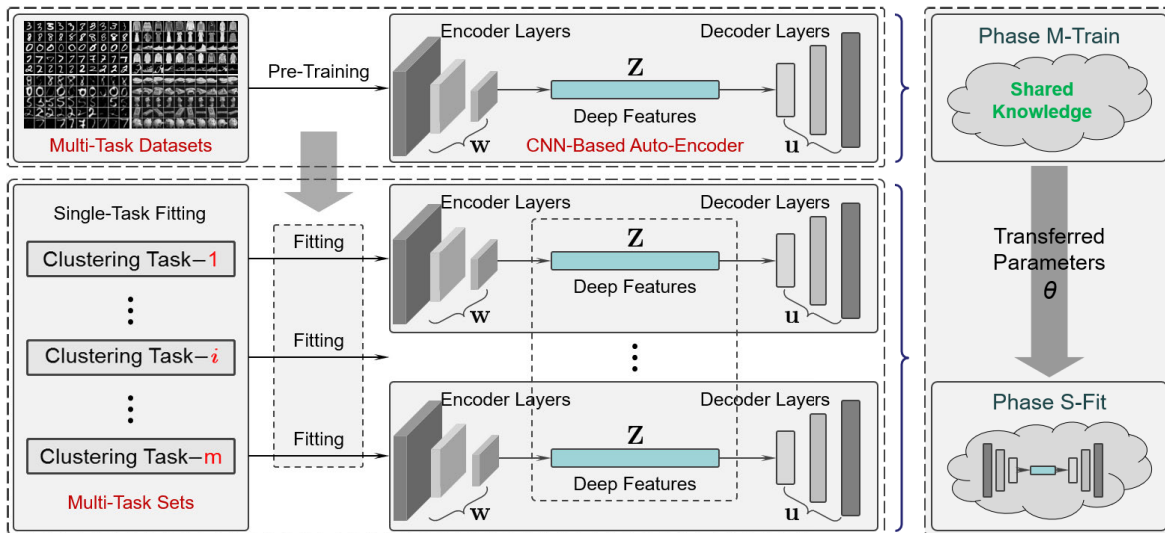 Encoder Layers
Decoder Layers
Pre-Training
Z
Deep Features
w
CNN-Based Auto-Encoder
u
Multi-Task Datasets
Phase M-Train
Shared
Knowledge
Single-Task Fitting
Clustering Task–1
Clustering Task–i
Clustering Task–m
Multi-Task Sets
Fitting
Fitting
Fitting
Encoder Layers
Decoder Layers
Z
Deep Features
w
u
Encoder Layers
Decoder Layers
Z
Deep Features
w
u
Transferred
Parameters
θ
Phase S-Fit